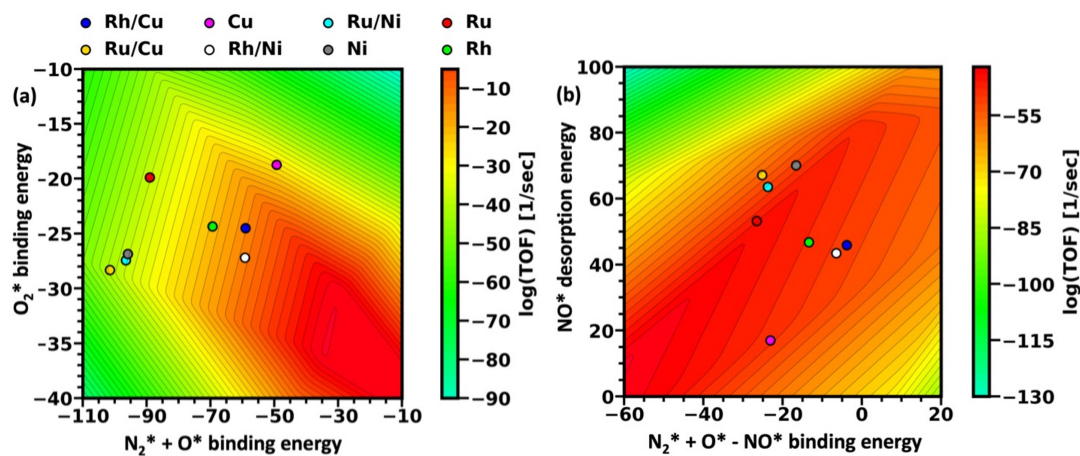 Rh/Cu Cu Ru/Ni Ru
Ru/Cu Rh/Ni Ni Rh
(a)
O₂* binding energy
−10
−15
−20
−25
−30
−35
−40
−110 −90 −70 −50 −30 −10
N₂* + O* binding energy
−10
−20
−30
−40
−50
−60
−70
−80
−90
log(TOF) [1/sec]
(b)
NO* desorption energy
100
80
60
40
20
0
−60 −40 −20 0 20
N₂* + O* - NO* binding energy
−55
−70
−85
−100
−115
−130
log(TOF) [1/sec]